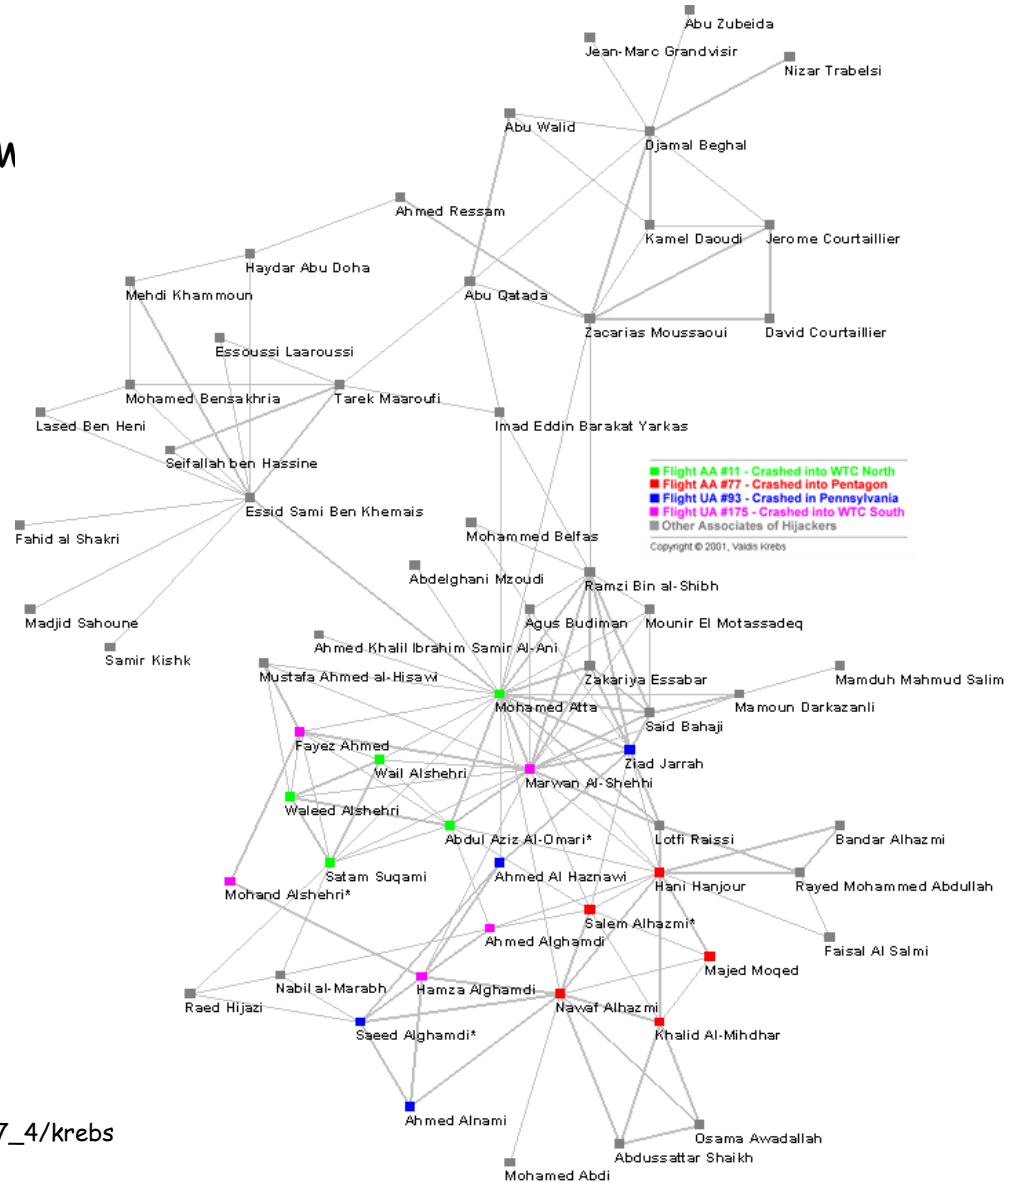 Abu Zubeida
Jean-Marc Grandvisir
Nizar Trabelsi
Abu Walid
Djamal Beghal
M
Ahmed Ressam
Kamel Daoudi
Jerome Courtaillier
Haydar Abu Doha
Mehdi Khammoun
Abu Qatada
Zacarias Moussaoui
David Courtaillier
Essoussi Laaroussi
Mohamed Bensakhria
Tarek Maaroufi
Lased Ben Heni
Imad Eddin Barakat Yarkas
Seifallah ben Hassine
Flight AA #11 - Crashed into WTC North
Flight AA #77 - Crashed into Pentagon
Flight UA #93 - Crashed in Pennsylvania
Flight UA #175 - Crashed into WTC South
Other Associates of Hijackers
Copyright © 2001, Valdis Krebs
Essid Sami Ben Khemais
Fahid al Shakri
Mohammed Belfas
Abdelghani Mzoudi
Ramzi Bin al-Shibh
Madjid Sahoune
Agus Budiman
Mounir El Motassadeq
Samir Kishk
Ahmed Khalil Ibrahim Samir Al-Ani
Mustafa Ahmed al-Hisawi
Zakariya Essabar
Mamduh Mahmud Salim
Mohamed Atta
Mamoun Darkazanli
Said Bahaji
Fayez Ahmed
Ziad Jarrah
Wail Alshehri
Marwan Al-Shehhi
Waleed Alshehri
Abdul Aziz Al-Omari*
Lotfi Raissi
Bandar Alhazmi
Satam Suqami
Ahmed Al Haznawi
Hani Hanjour
Rayed Mohammed Abdullah
Mohand Alshehri*
Salem Alhazmi*
Ahmed Alghamdi
Faisal Al Salmi
Majed Moqed
Nabil al-Marabh
Hamza Alghamdi
Raed Hijazi
Nawaf Alhazmi
Saeed Alghamdi*
Khalid Al-Mihdhar
Ahmed Alnami
7_4/krebs
Osama Awadallah
Abdussattar Shaikh
Mohamed Abdi